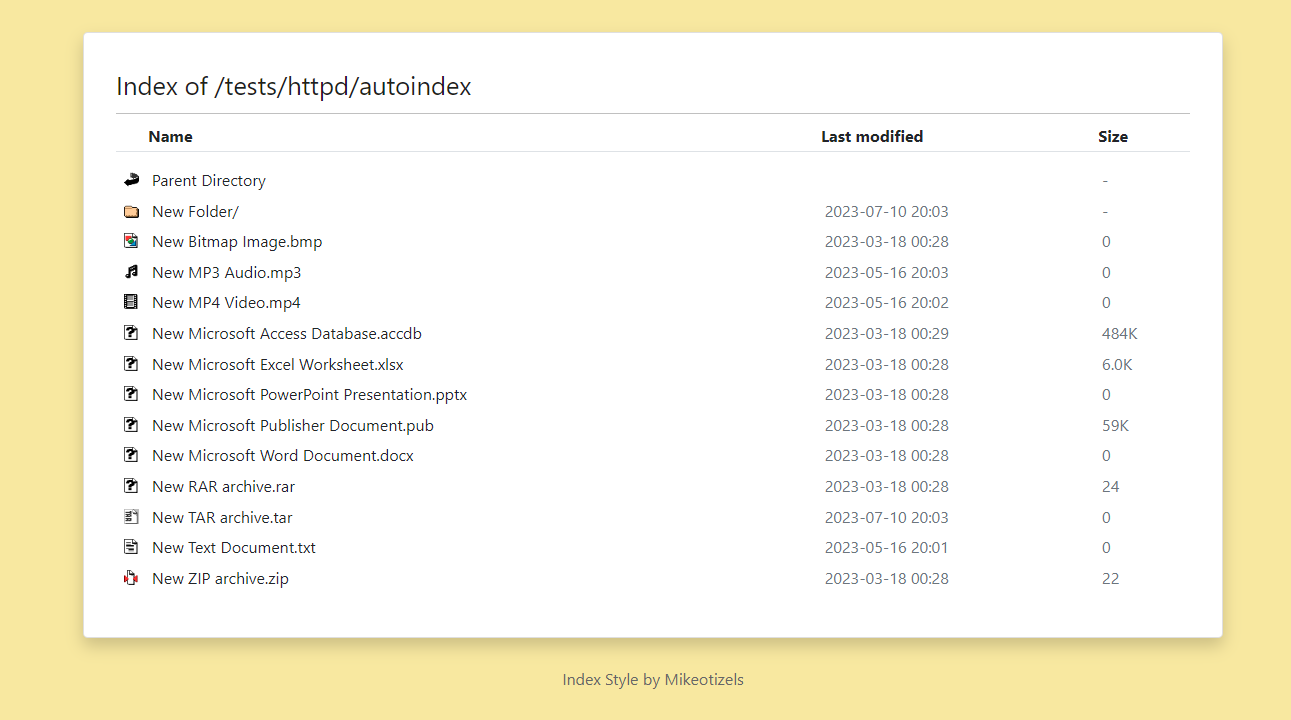 Index of /tests/httpd/autoindex
Name Last modified Size
Parent Directory -
New Folder/ 2023-07-10 20:03 -
New Bitmap Image.bmp 2023-03-18 00:28 0
New MP3 Audio.mp3 2023-05-16 20:03 0
New MP4 Video.mp4 2023-05-16 20:02 0
New Microsoft Access Database.accdb 2023-03-18 00:29 484K
New Microsoft Excel Worksheet.xlsx 2023-03-18 00:28 6.0K
New Microsoft PowerPoint Presentation.pptx 2023-03-18 00:28 0
New Microsoft Publisher Document.pub 2023-03-18 00:28 59K
New Microsoft Word Document.docx 2023-03-18 00:28 0
New RAR archive.rar 2023-03-18 00:28 24
New TAR archive.tar 2023-07-10 20:03 0
New Text Document.txt 2023-05-16 20:01 0
New ZIP archive.zip 2023-03-18 00:28 22
Index Style by Mikeotizels